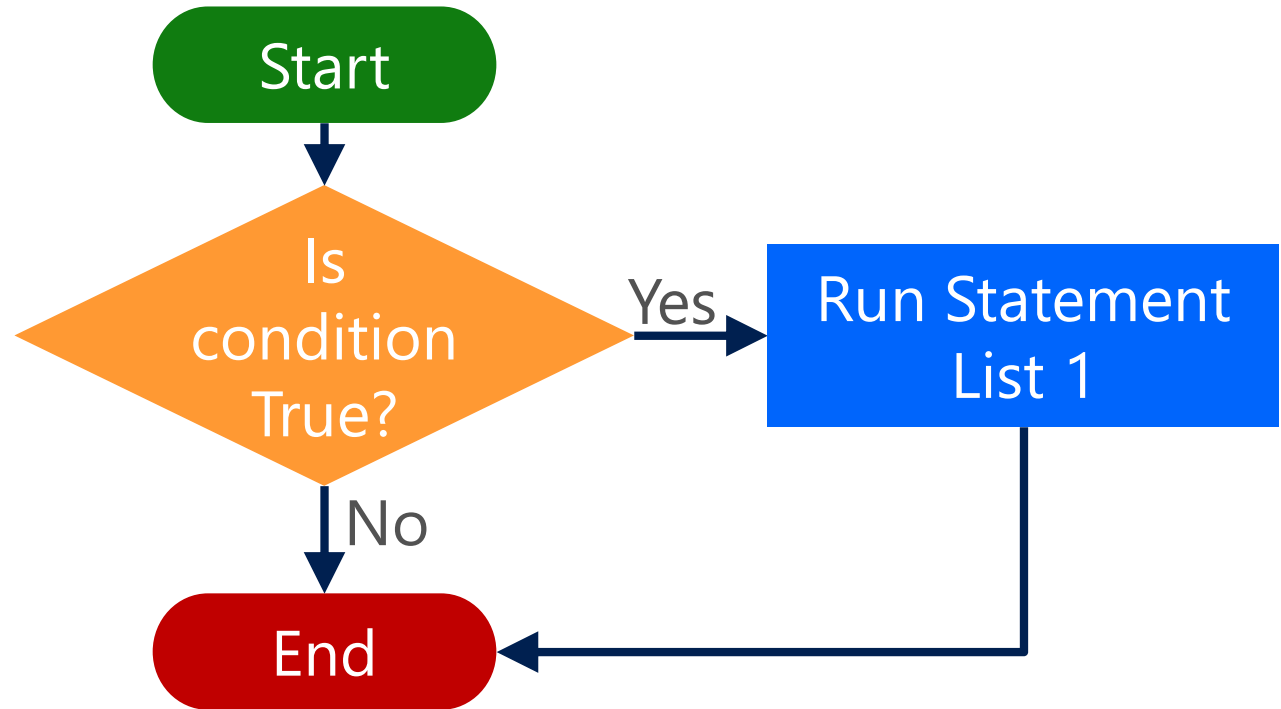 Start
Is
condition
True?
Yes
Run Statement
List 1
No
End